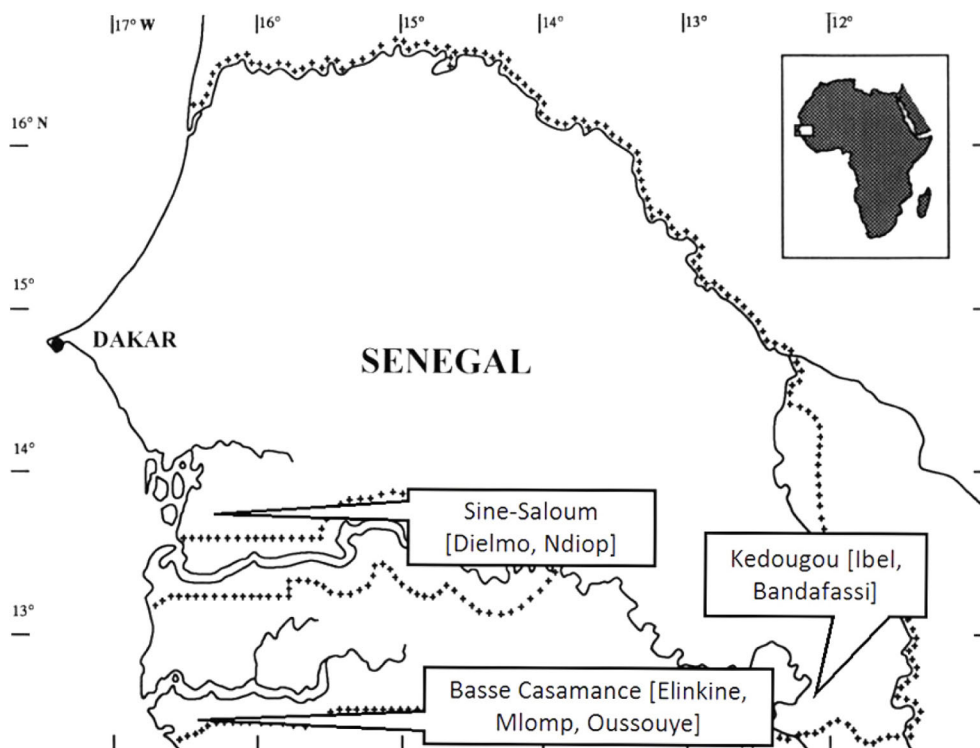 17° W
16°
15°
14°
13°
12°
16° N
15°
DAKAR
SENEGAL
14°
Sine-Saloum
[Dielmo, Ndiop]
Kedougou [Ibel,
Bandafassi]
13°
Basse Casamance [Elinkine,
Mlomp, Oussouye]